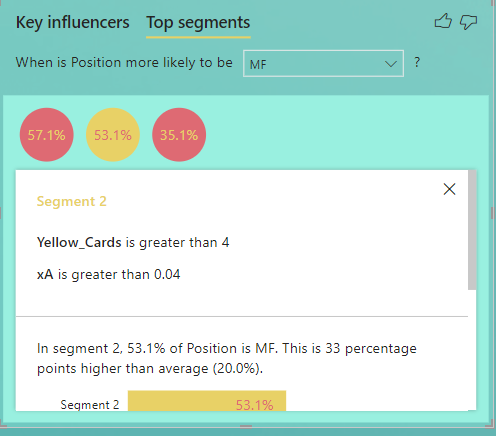 Key influencers Top segments
When is Position more likely to be MF ?
57.1% 53.1% 35.1%
Segment 2
Yellow_Cards is greater than 4
xA is greater than 0.04
In segment 2, 53.1% of Position is MF. This is 33 percentage
points higher than average (20.0%).
Segment 2 53.1%